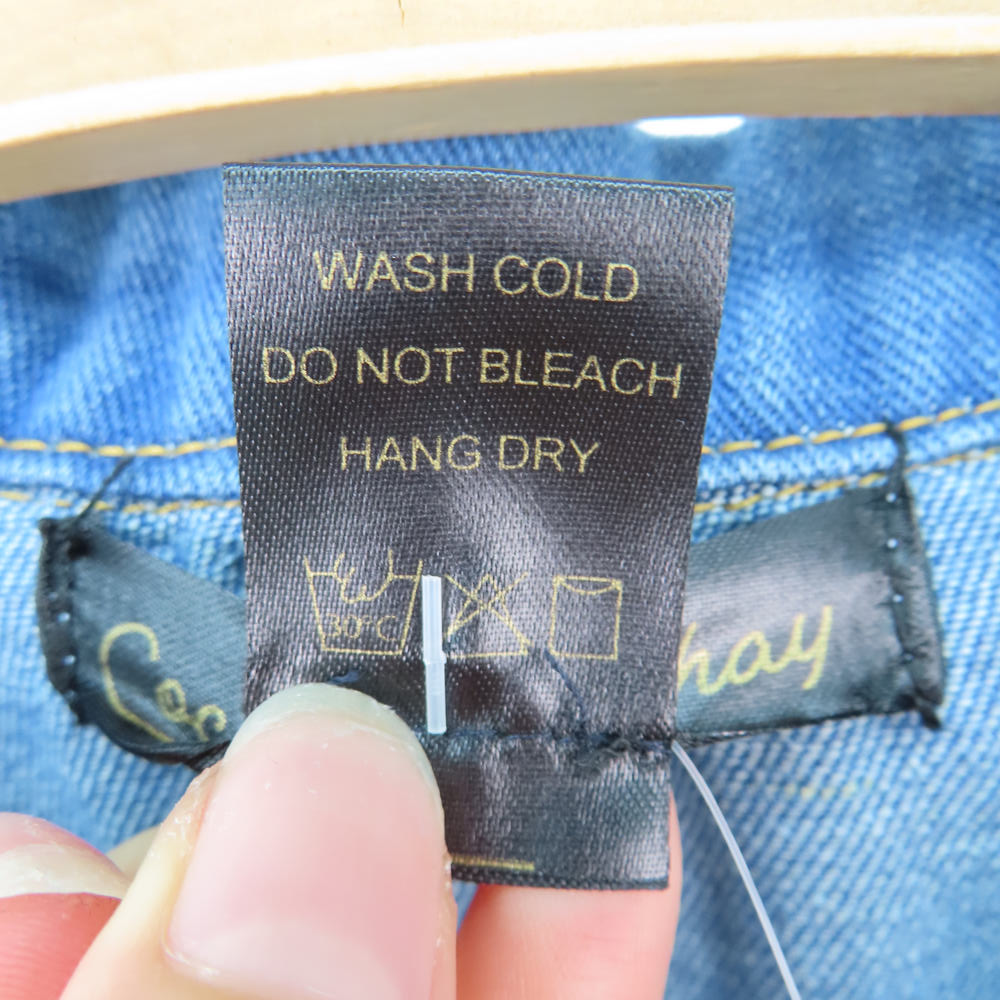 WASH COLD
DO NOT BLEACH
HANG DRY
30°C